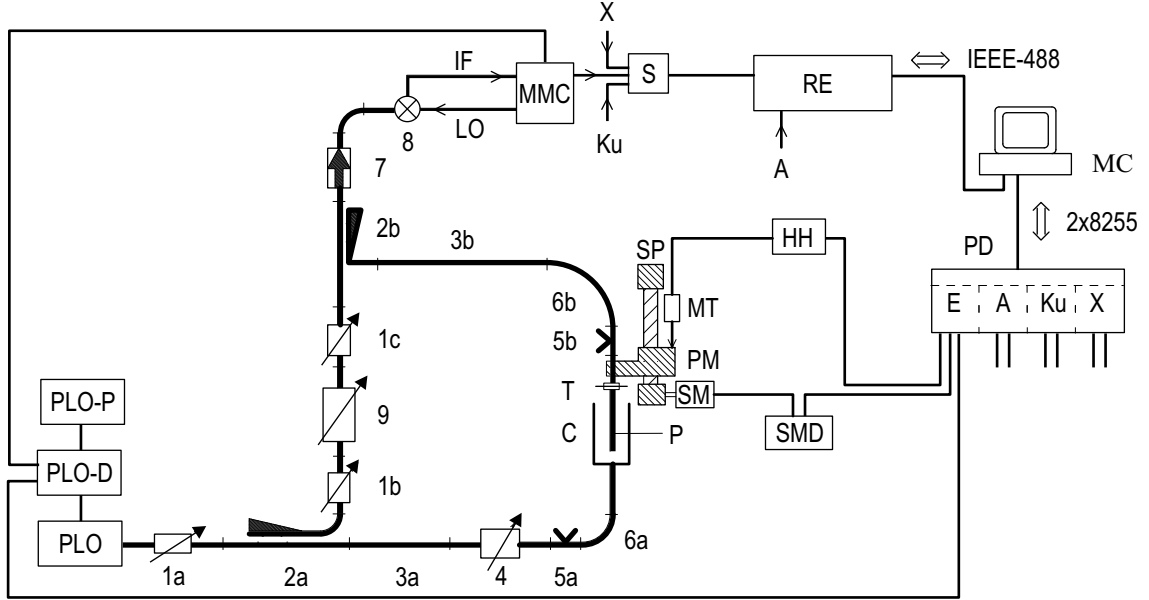 X
IF
IEEE-488
MMC
S
RE
LO
8
Ku
A
7
MC
2b
3b
2x8255
HH
PD
SP
6b
MT
E A Ku X
1c
5b
PM
PLO-P
T
SM
9
C
P
SMD
PLO-D
1b
PLO
6a
1a
2a
3a
4
5a